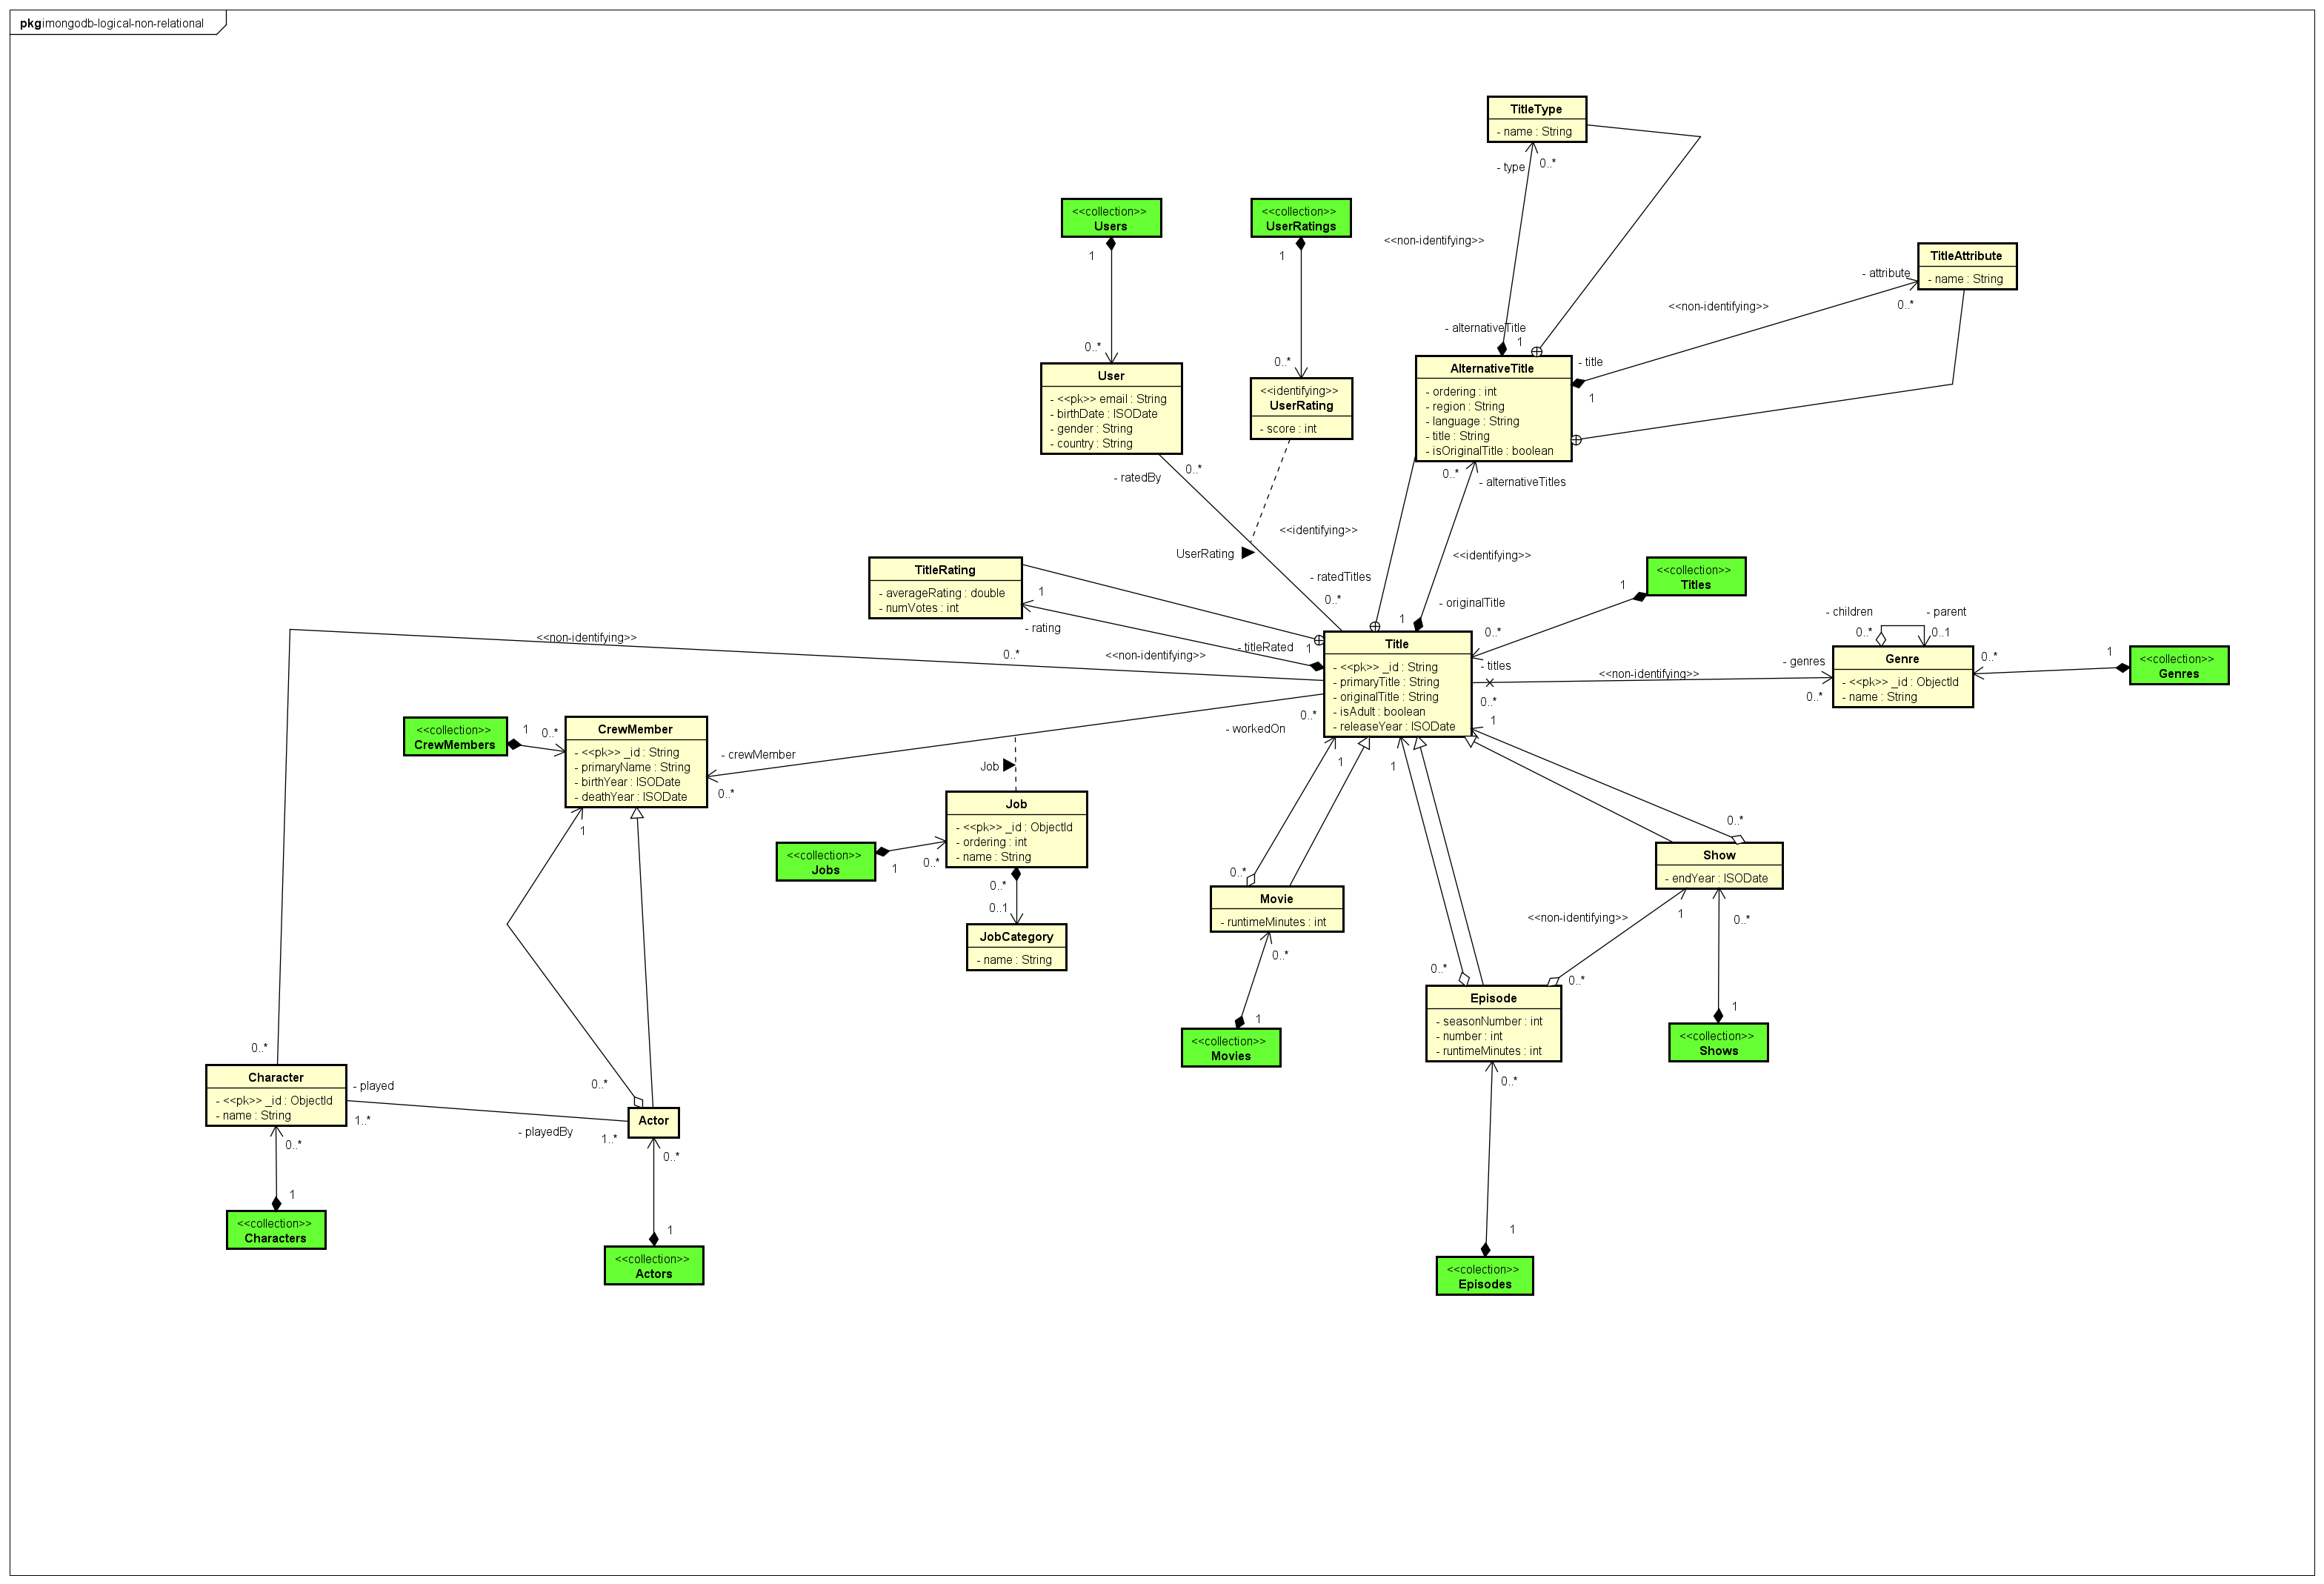 pkg imongodb-logical-non-relational
TitleType
- name : String
- type
0..*
<<non-identifying>>
<<collection>>
Users
1
0..*
<<collection>>
UserRatings
1
0..*
TitleAttribute
- name : String
- attribute
0..*
<<non-identifying>>
- alternativeTitle
1
- title
1
AlternativeTitle
- ordering : int
- region : String
- language : String
- title : String
- isOriginalTitle : boolean
0..*
- alternativeTitles
User
- <<pk>> email : String
- birthDate : ISODate
- gender : String
- country : String
- ratedBy
0..*
<<identifying>>
UserRating
- score : int
<<identifying>>
UserRating
- ratedTitles
0..*
<<identifying>>
- originalTitle
1
<<collection>>
Titles
1
0..*
TitleRating
- averageRating : double
- numVotes : int
1
- rating
- titleRated
1
<<non-identifying>>
<<non-identifying>>
0..*
Title
- <<pk>> _id : String
- primaryTitle : String
- originalTitle : String
- isAdult : boolean
- releaseYear : ISODate
- titles
0..*
<<non-identifying>>
- genres
0..*
- children
0..*
- parent
0..1
Genre
- <<pk>> _id : ObjectId
- name : String
0..*
1
<<collection>>
Genres
<<collection>>
CrewMembers
1
0..*
CrewMember
- <<pk>> _id : String
- primaryName : String
- birthYear : ISODate
- deathYear : ISODate
- crewMember
0..*
0..*
- workedOn
Job
Job
- <<pk>> _id : ObjectId
- ordering : int
- name : String
<<collection>>
Jobs
1
0..*
0..*
0..1
JobCategory
- name : String
1
1
1
1
0..*
Movie
- runtimeMinutes : int
0..*
0..*
1
<<collection>>
Movies
0..*
Show
- endYear : ISODate
<<non-identifying>>
1
0..*
0..*
1
<<collection>>
Shows
0..*
Episode
- seasonNumber : int
- number : int
- runtimeMinutes : int
0..*
1
<<colection>>
Episodes
0..*
Character
- <<pk>> _id : ObjectId
- name : String
- played
1..*
- playedBy
1..*
0..*
Actor
0..*
1
<<collection>>
Characters
0..*
1
<<collection>>
Actors